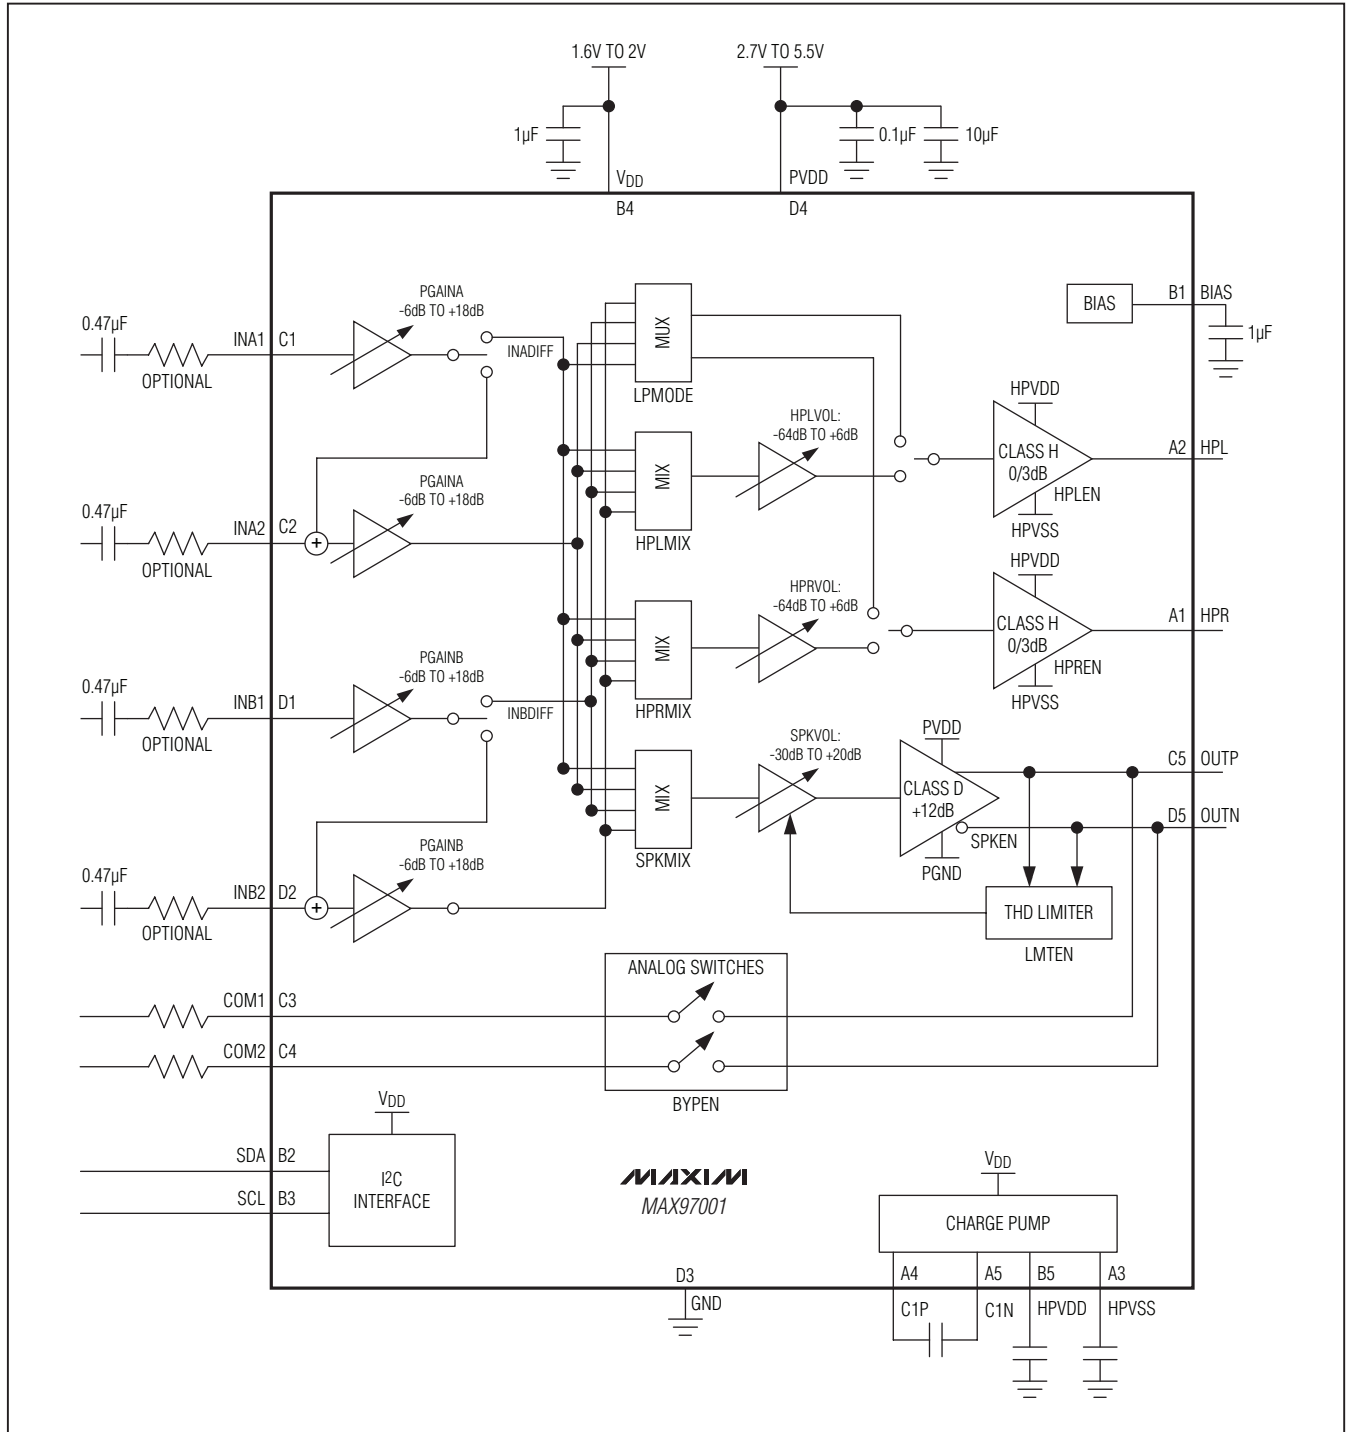 1.6V TO 2V
2.7V TO 5.5V
1µF
0.1µF
10µF
VDD
PVDD
B4
D4
PGAINA
-6dB TO +18dB
0.47µF
INA1
C1
OPTIONAL
INADIFF
MUX
LPMODE
BIAS
B1
BIAS
1µF
HPLVOL:
-64dB TO +6dB
HPVDD
CLASS H
0/3dB
A2
HPL
HPLEN
HPVSS
PGAINA
-6dB TO +18dB
0.47µF
INA2
C2
OPTIONAL
MIX
HPLMIX
HPRVOL:
-64dB TO +6dB
HPVDD
CLASS H
0/3dB
A1
HPR
HPREN
HPVSS
MIX
HPRMIX
PGAINB
-6dB TO +18dB
0.47µF
INB1
D1
OPTIONAL
INBDIFF
SPKVOL:
-30dB TO +20dB
PVDD
CLASS D
+12dB
C5
OUTP
D5
OUTN
SPKEN
PGND
MIX
SPKMIX
PGAINB
-6dB TO +18dB
0.47µF
INB2
D2
OPTIONAL
THD LIMITER
LMTEN
ANALOG SWITCHES
COM1
C3
COM2
C4
BYPEN
VDD
SDA
B2
SCL
B3
I2C
INTERFACE
MAXIM
MAX97001
VDD
CHARGE PUMP
D3
GND
A4
A5
B5
A3
C1P
C1N
HPVDD
HPVSS